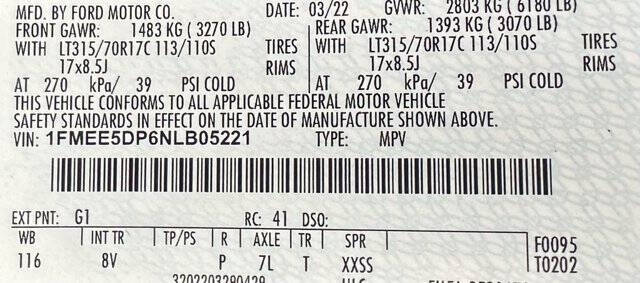 MFG. BY FORD MOTOR CO. DATE: 03/22 GVWR: 2803 KG ( 6180 LB)
FRONT GAWR: 1483 KG ( 3270 LB) REAR GAWR: 1393 KG ( 3070 LB)
WITH LT315/70R17C 113/110S TIRES WITH LT315/70R17C 113/110S TIRES
17x8.5J RIMS 17x8.5J RIMS
AT 270 kPa/ 39 PSI COLD AT 270 kPa/ 39 PSI COLD
THIS VEHICLE CONFORMS TO ALL APPLICABLE FEDERAL MOTOR VEHICLE
SAFETY STANDARDS IN EFFECT ON THE DATE OF MANUFACTURE SHOWN ABOVE.
VIN: 1FMEE5DP6NLB05221 TYPE: MPV
EXT PNT: G1 RC: 41 DSO:
WB INT TR TP/PS R AXLE TR SPR F0095
116 8V P 7L T XXSS T0202
3202203290429